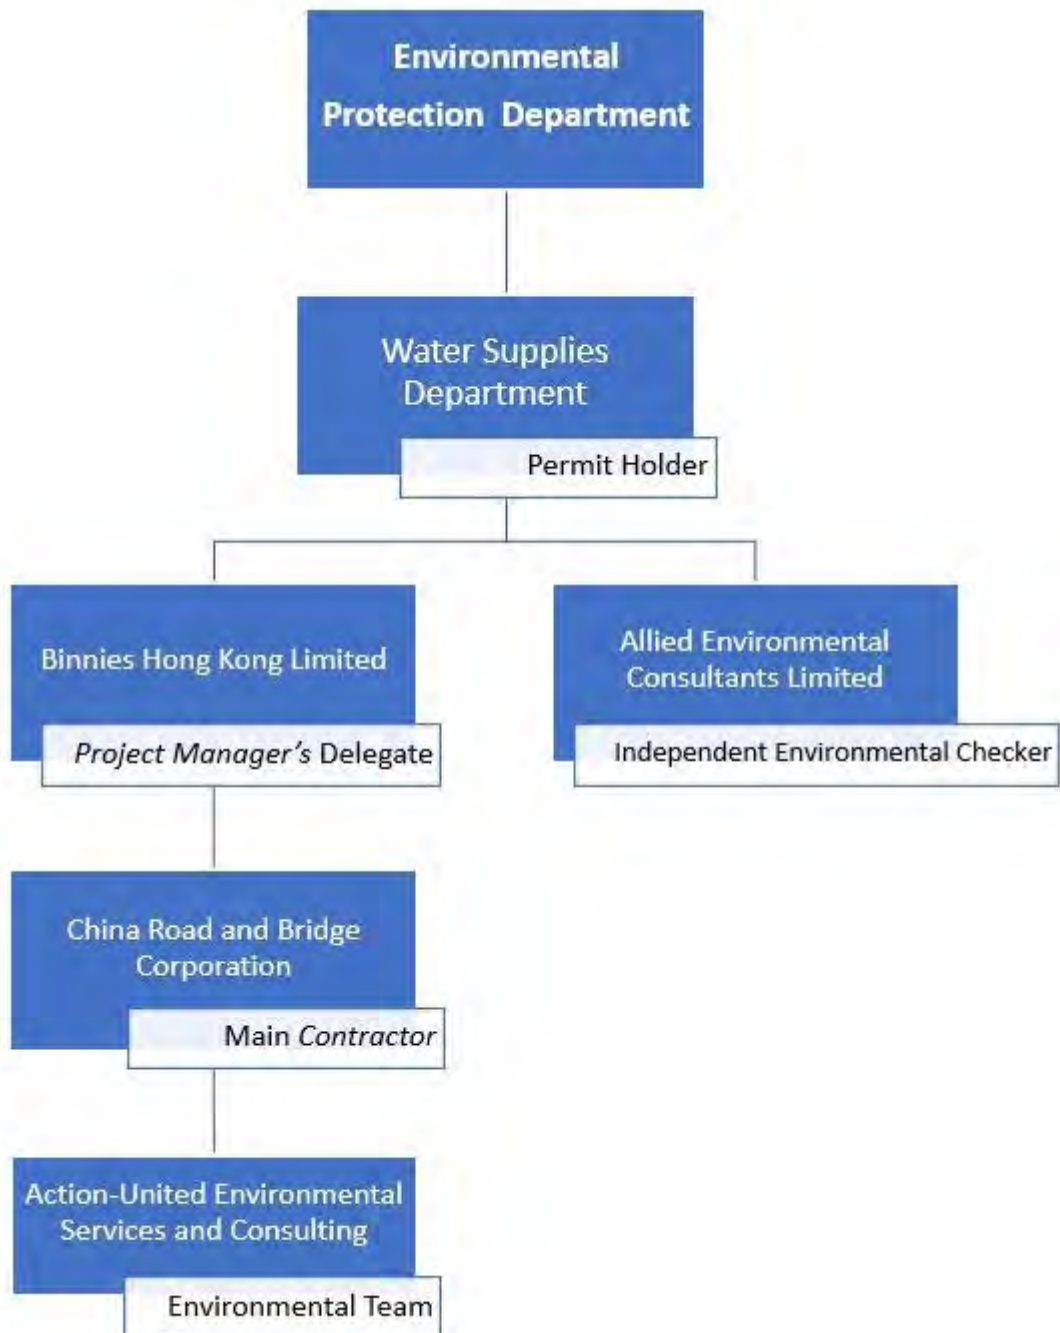 Environmental
Protection Department
Water Supplies
Department
Permit Holder
Binnies Hong Kong Limited
Project Manager’s Delegate
Allied Environmental
Consultants Limited
Independent Environmental Checker
China Road and Bridge
Corporation
Main Contractor
Action-United Environmental
Services and Consulting
Environmental Team